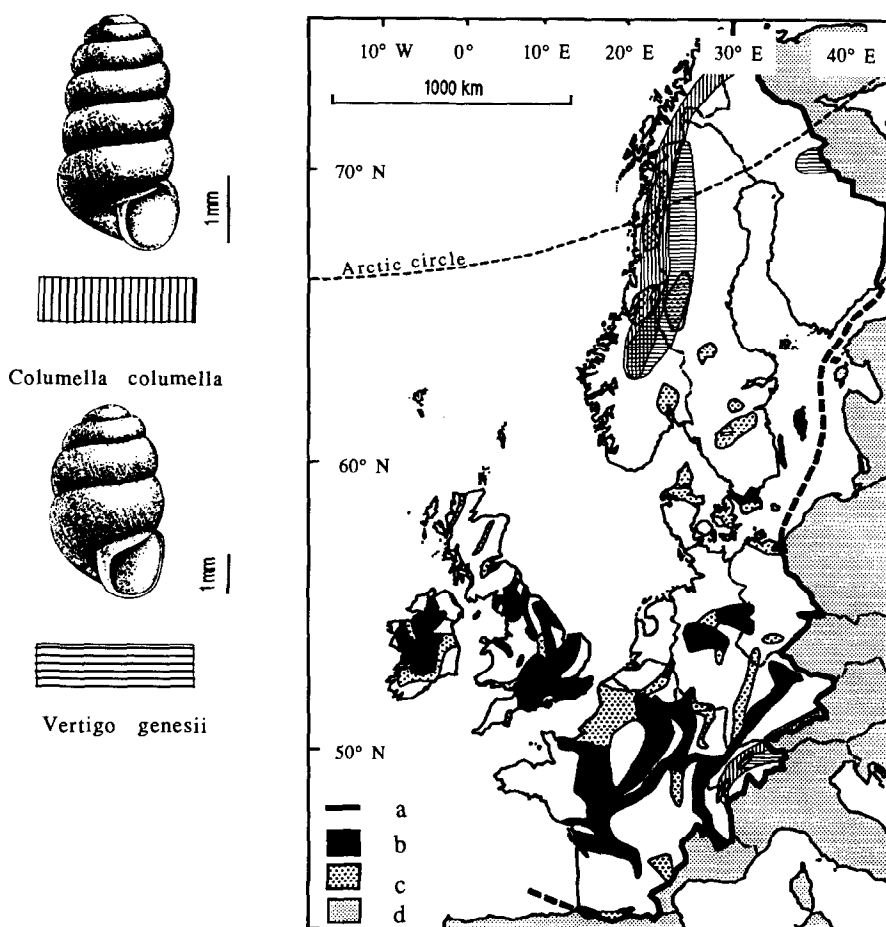 1mm
Columella columella
1mm
Vertigo genesii
10° W 0° 10° E 20° E 30° E 40° E
1000 km
70° N
Arctic circle
60° N
50° N
a
b
c
d